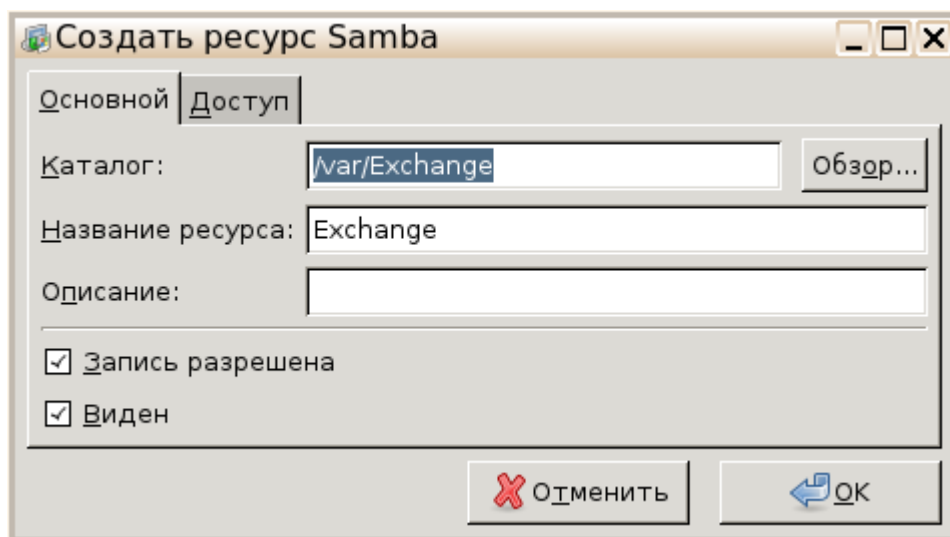 Создать ресурс Samba
Основной Доступ
Каталог: /var/Exchange Обзор...
Название ресурса: Exchange
Описание:
Запись разрешена
Виден
Отменить OK